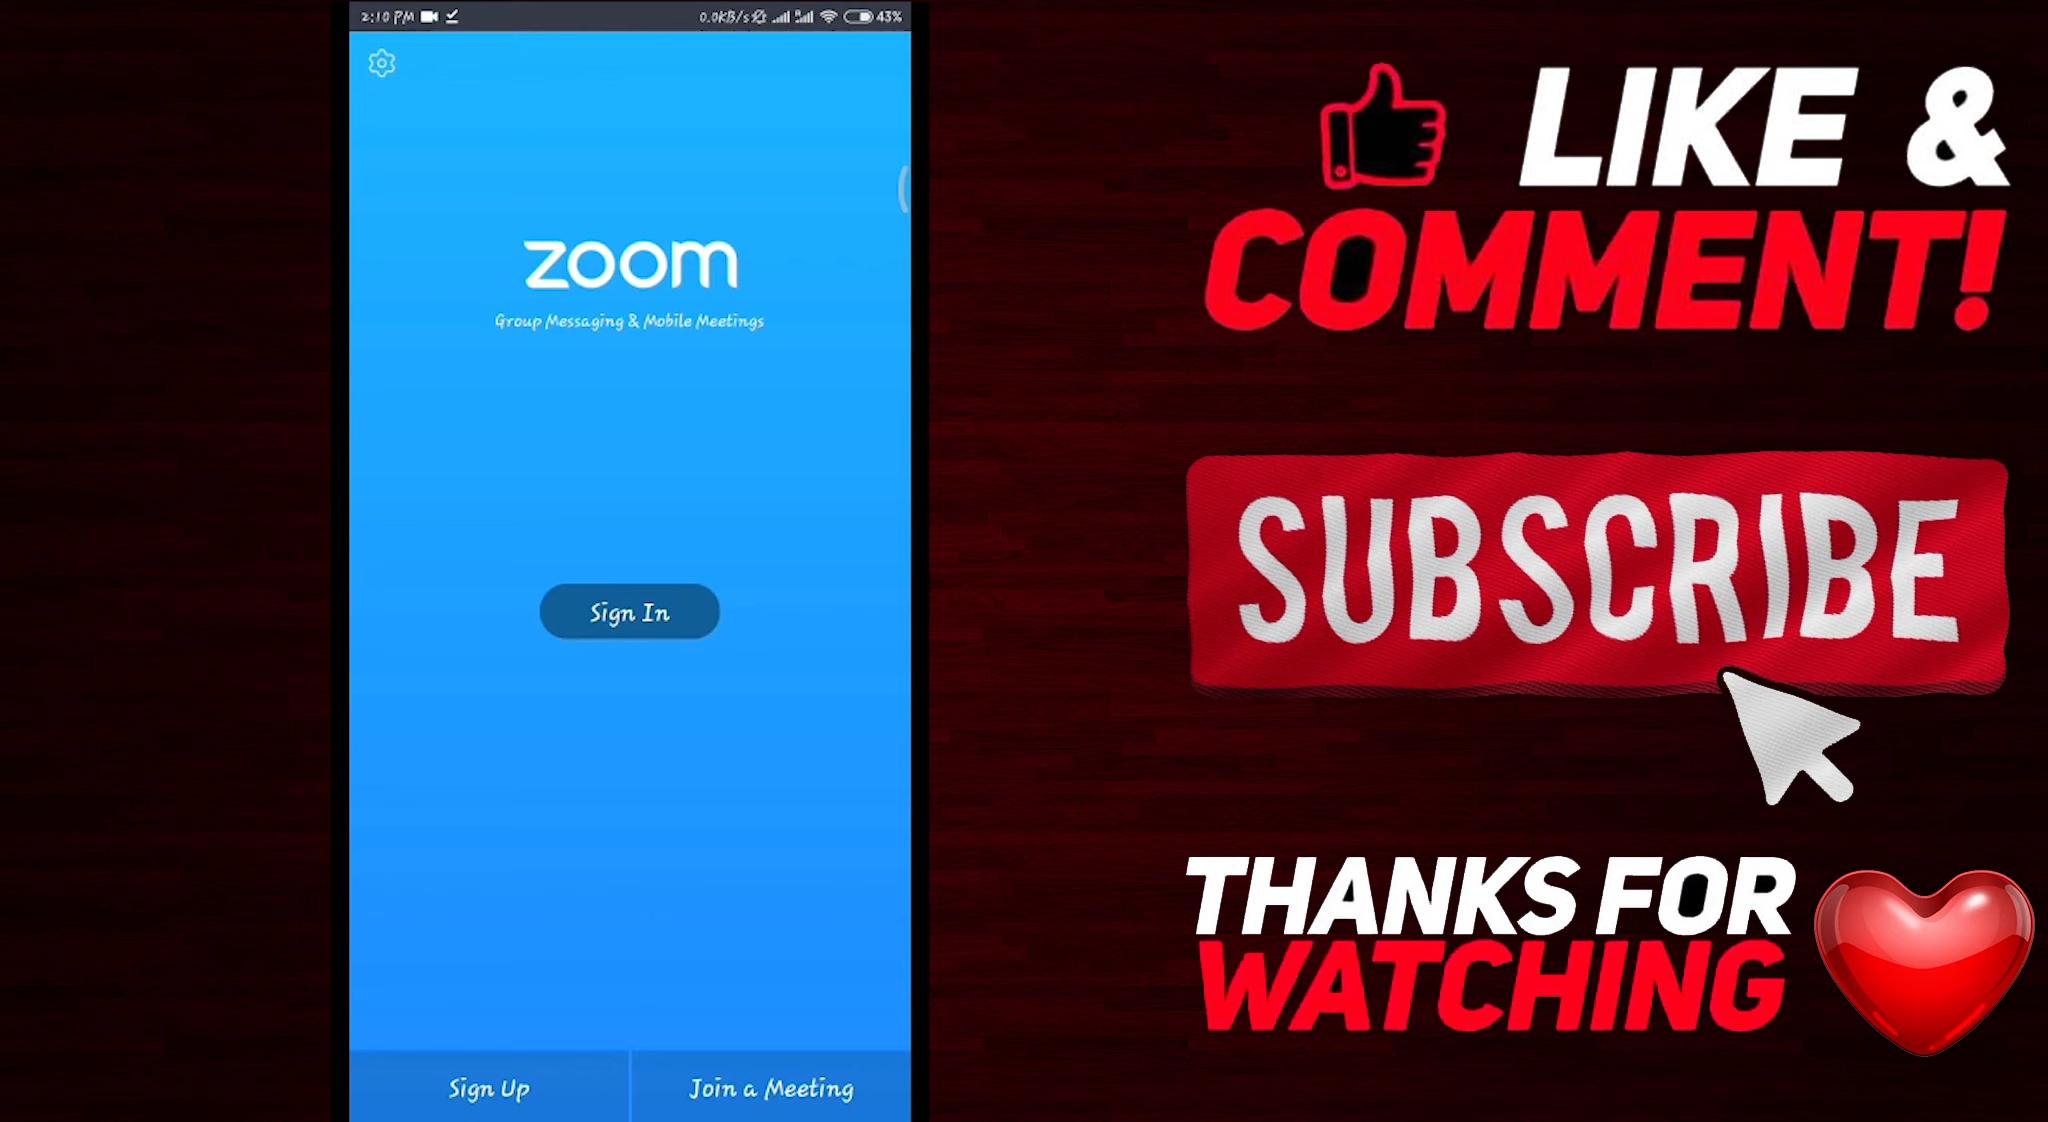 2:10 PM
0.0KB/s
43%
zoom
Group Messaging & Mobile Meetings
Sign In
Sign Up
Join a Meeting
LIKE &
COMMENT!
SUBSCRIBE
THANKS FOR
WATCHING